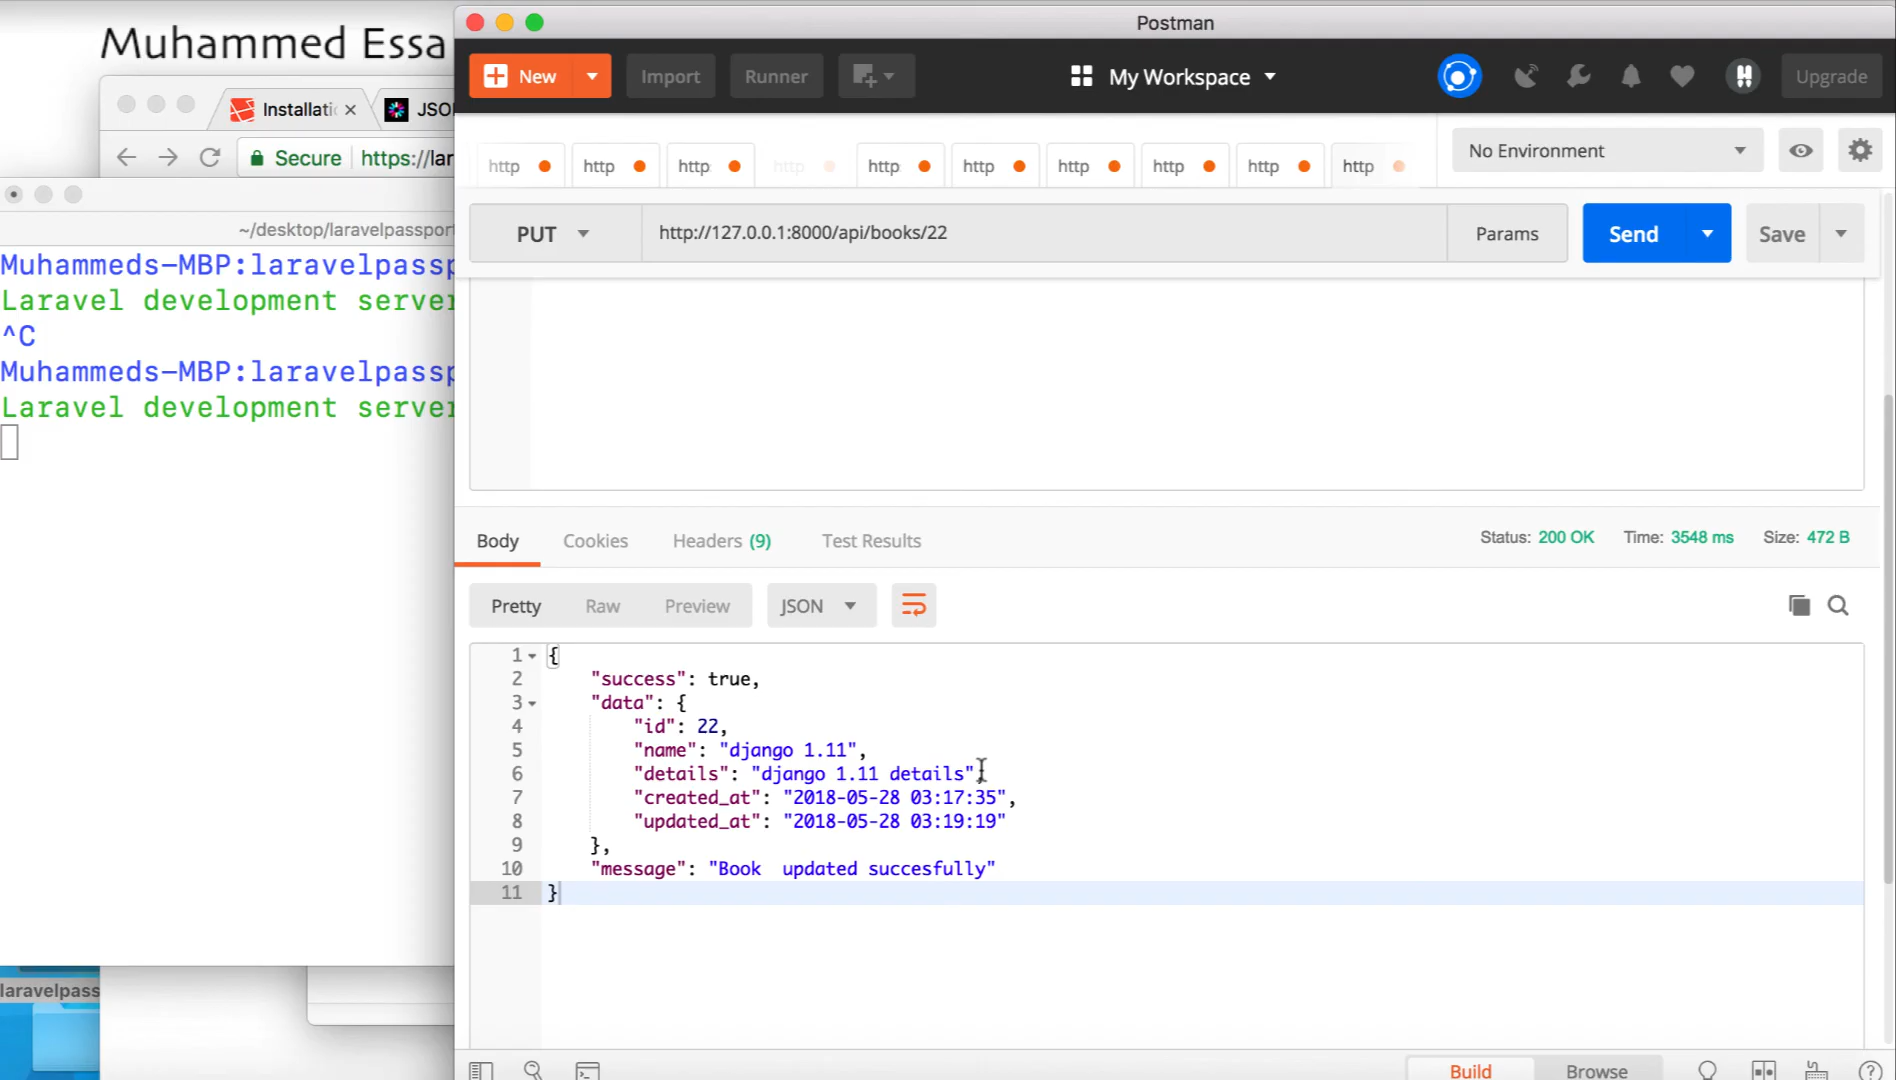 Muhammed Essa
Postman
New
Import
Runner
My Workspace
Upgrade
Installati
JSO
Secure
https://lar
http
http
http
http
http
http
http
http
http
http
No Environment
~/desktop/laravelpassport
PUT
http://127.0.0.1:8000/api/books/22
Params
Send
Save
Muhammeds-MBP:laravelpassp
Laravel development server
^C
Muhammeds-MBP:laravelpassp
Laravel development server
Body
Cookies
Headers (9)
Test Results
Status: 200 OK
Time: 3548 ms
Size: 472 B
Pretty
Raw
Preview
JSON
1 {
2 "success": true,
3 "data": {
4 "id": 22,
5 "name": "django 1.11",
6 "details": "django 1.11 details",
7 "created_at": "2018-05-28 03:17:35",
8 "updated_at": "2018-05-28 03:19:19"
9 },
10 "message": "Book  updated succesfully"
11 }
laravelpass
Build
Browse